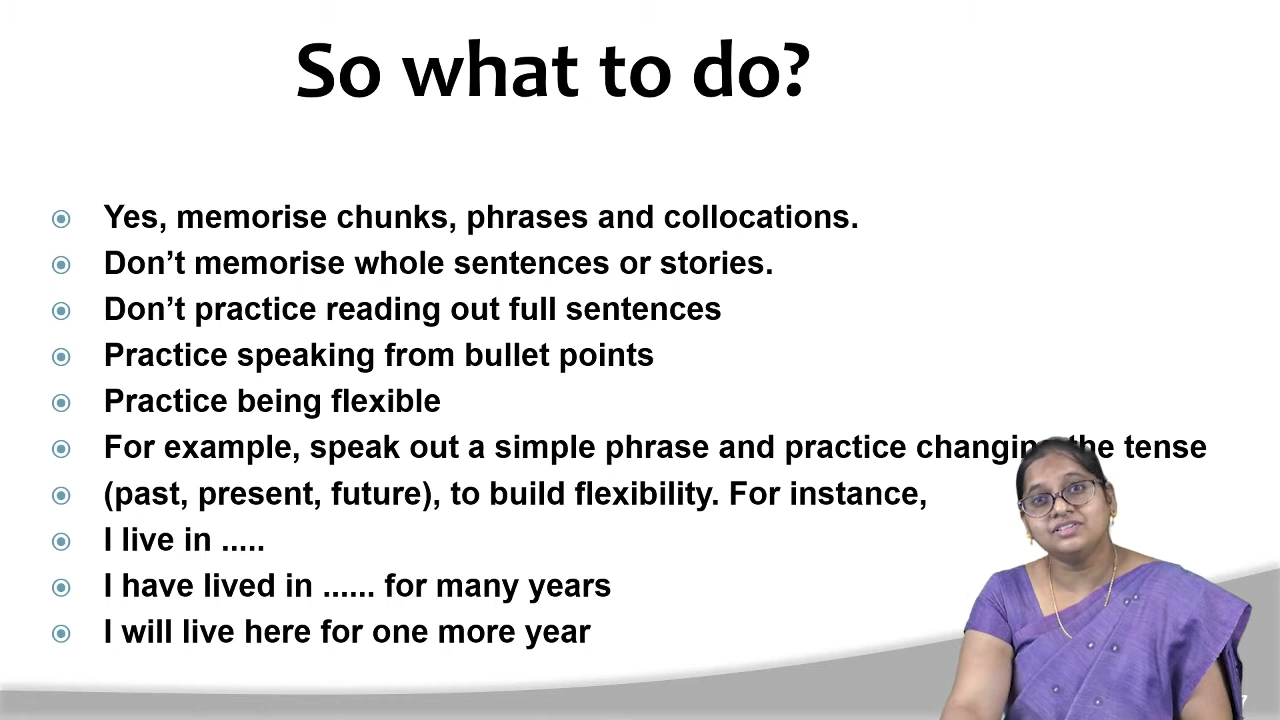 So what to do?
Yes, memorise chunks, phrases and collocations.
Don’t memorise whole sentences or stories.
Don’t practice reading out full sentences
Practice speaking from bullet points
Practice being flexible
For example, speak out a simple phrase and practice changing the tense
(past, present, future), to build flexibility. For instance,
I live in .....
I have lived in ...... for many years
I will live here for one more year
7